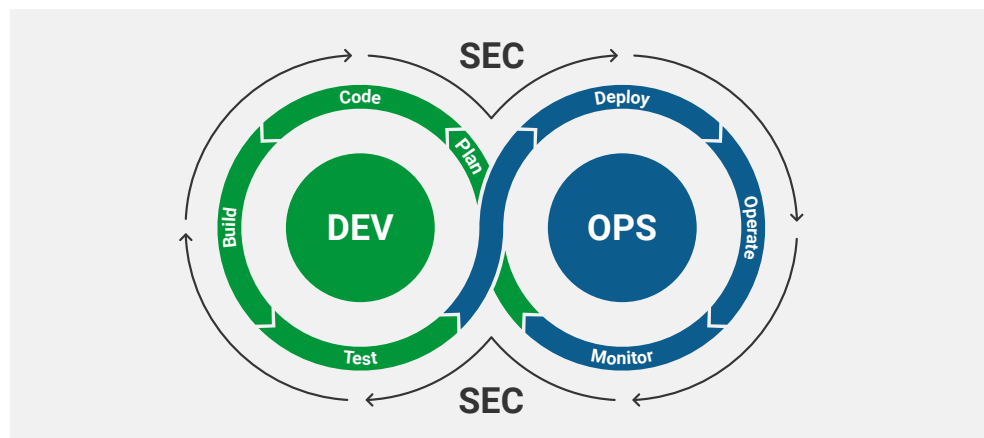 SEC
Code
Deploy
Plan
Build
DEV
OPS
Operate
Test
Monitor
SEC